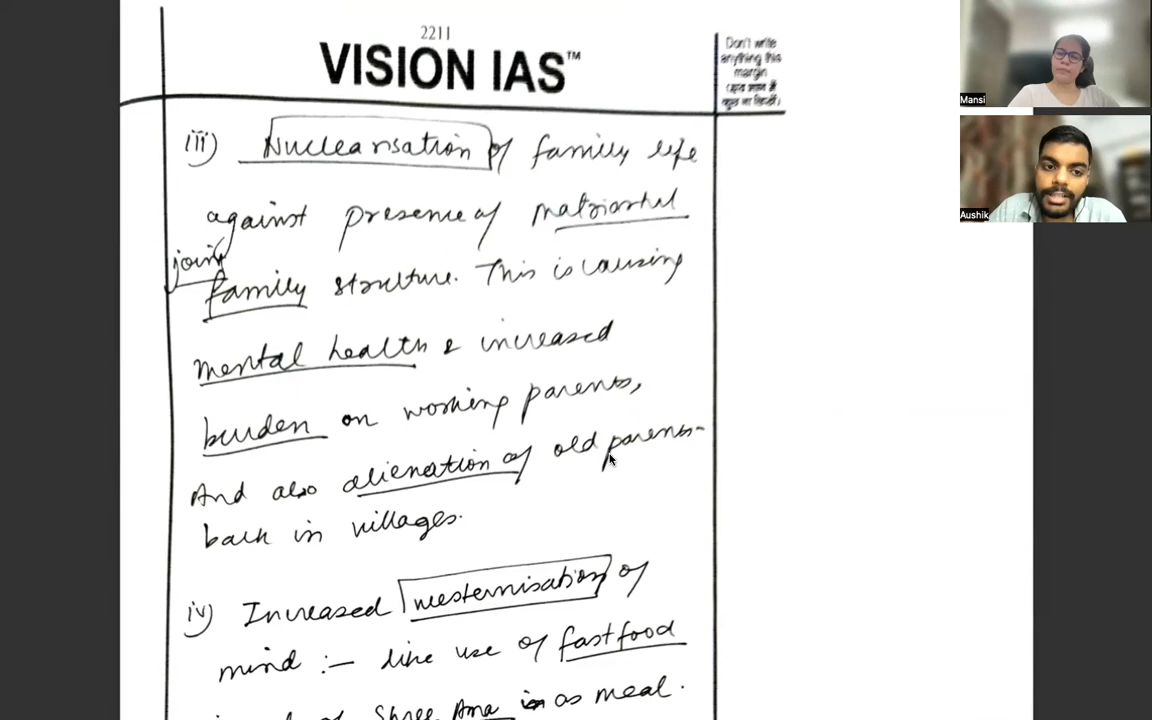 2211
VISION IAS™
Don't write
anything this
margin
iii) Nuclearisation of family life
against presence of matriarchal
joint
family structure. This is causing
mental health & increased
burden on working parents,
And also alienation of old parents
back in villages.
iv) Increased westernisation of
mind :- like use of fastfood
Shree Ana as meal.
Mansi
Aushik